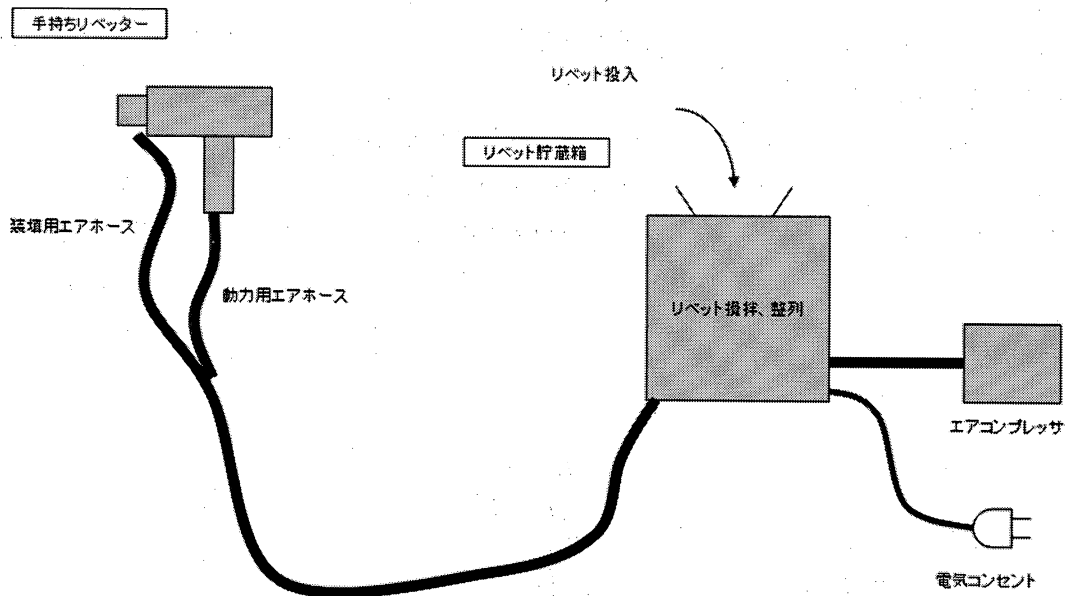 手持ちリベッター
リベット投入
リベット貯蔵箱
装填用エアホース
動力用エアホース
リベット損拌、整列
エアコンプレッサ
電気コンセント